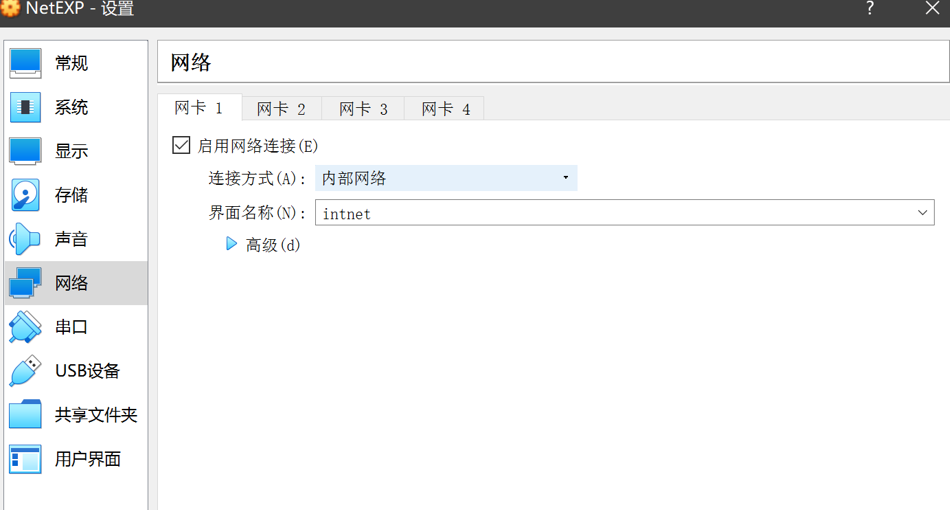 NetEXP - 设置
?
常规
系统
显示
存储
声音
网络
串口
USB设备
共享文件夹
用户界面
网络
网卡 1
网卡 2
网卡 3
网卡 4
启用网络连接(E)
连接方式(A): 内部网络
界面名称(N): intnet
高级(d)